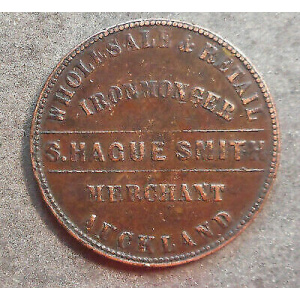 WHOLESALE & RETAIL
IRONMONGER
S. HAGUE SMITH
MERCHANT
AUCKLAND